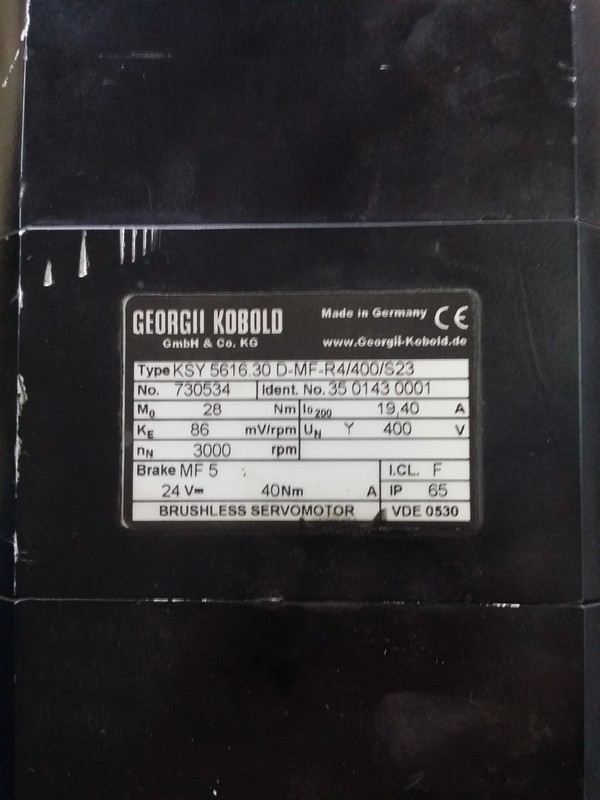 GEORGII KOBOLD
GmbH & Co. KG
Made in Germany CE
www.Georgii-Kobold.de
Type KSY 5616.30 D-MF-R4/400/S23
No. 730534 Ident. No. 35 0143 0001
M0 28 Nm I0 200 19,40 A
KE 86 mV/rpm UN Y 400 V
nN 3000 rpm
Brake MF 5 I.CL. F
24 V⎓ 40Nm A IP 65
BRUSHLESS SERVOMOTOR VDE 0530